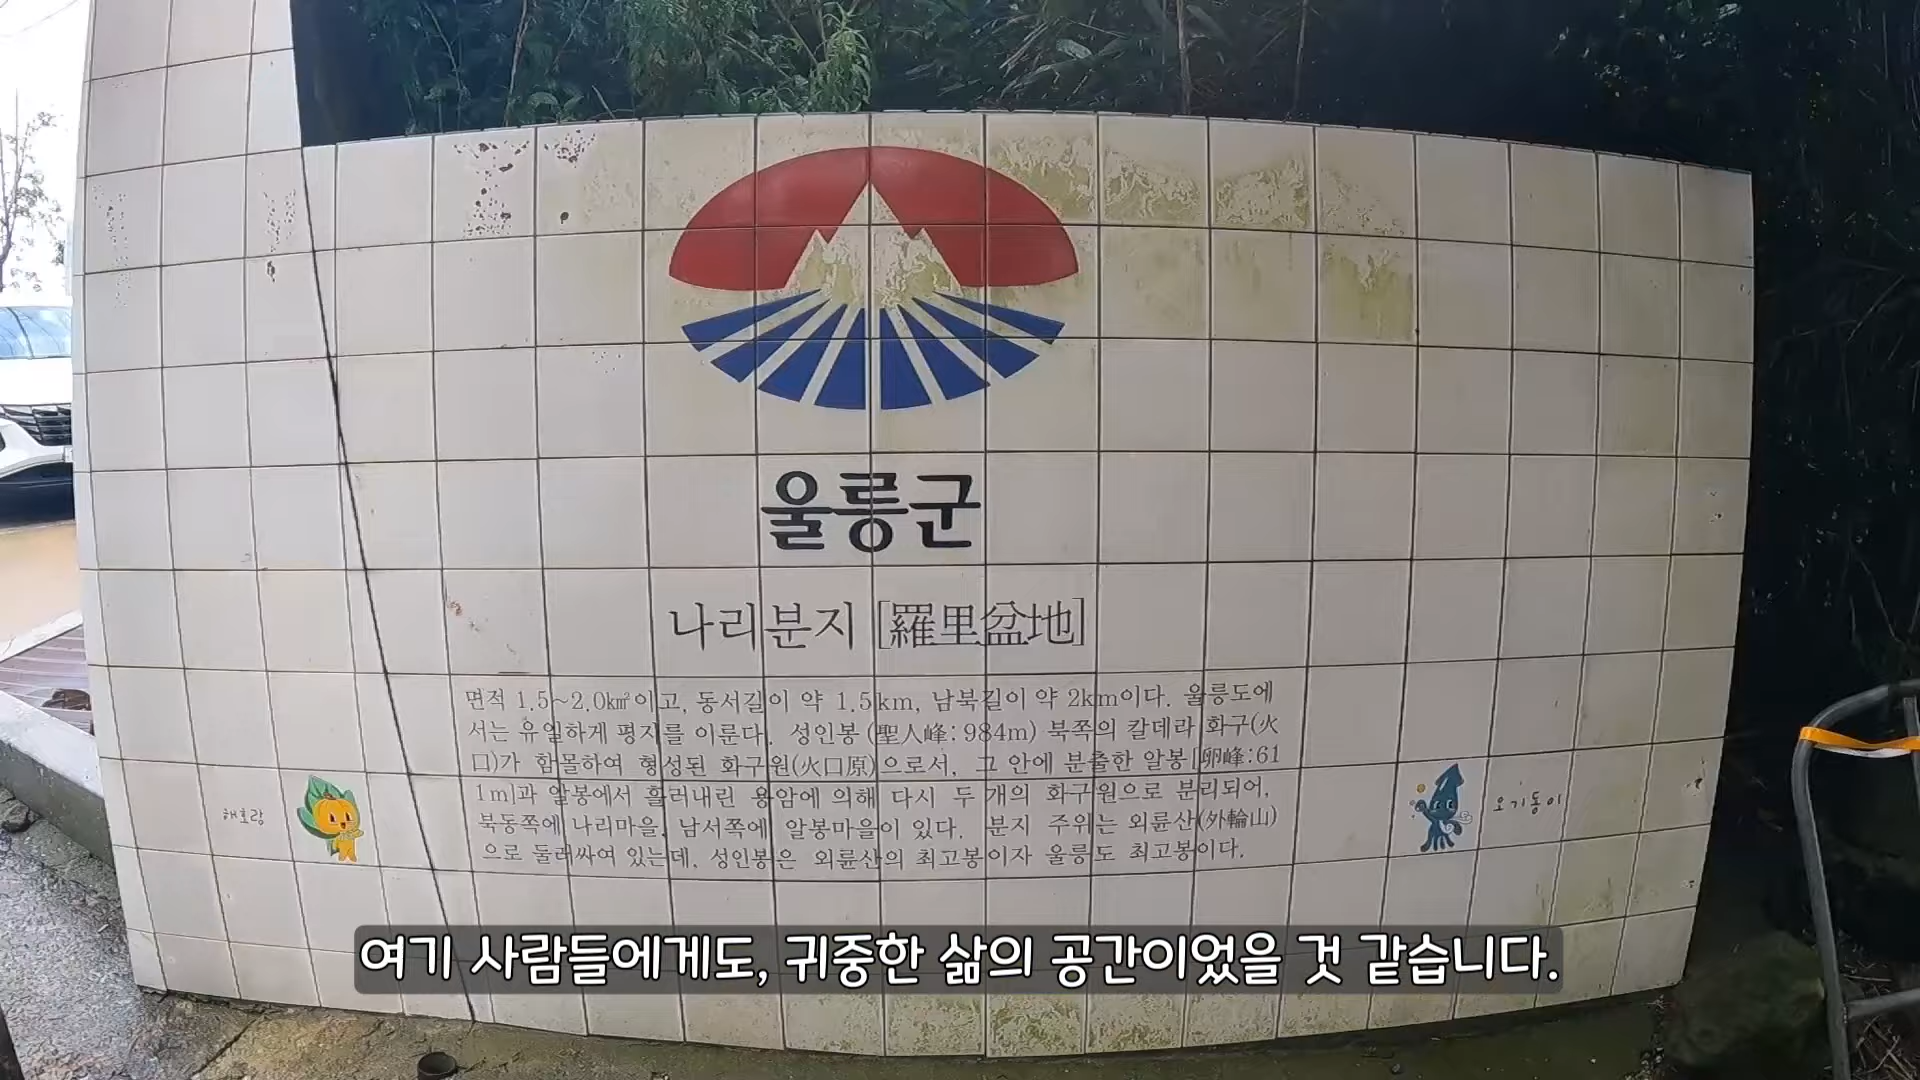 울릉군
나리분지 [羅里盆地]
면적 1.5~2.0㎢이고, 동서길이 약 1.5km, 남북길이 약 2km이다. 울릉도에
서는 유일하게 평지를 이룬다. 성인봉(聖人峰: 984m) 북쪽의 칼데라 화구(火
口)가 함몰하여 형성된 화구원(火口原)으로서, 그 안에 분출한 알봉[卵峰:61
1m]과 알봉에서 흘러내린 용암에 의해 다시 두 개의 화구원으로 분리되어,
북동쪽에 나리마을, 남서쪽에 알봉마을이 있다. 분지 주위는 외륜산(外輪山)
으로 둘러싸여 있는데, 성인봉은 외륜산의 최고봉이자 울릉도 최고봉이다.
해호랑
오기동이
여기 사람들에게도, 귀중한 삶의 공간이었을 것 같습니다.